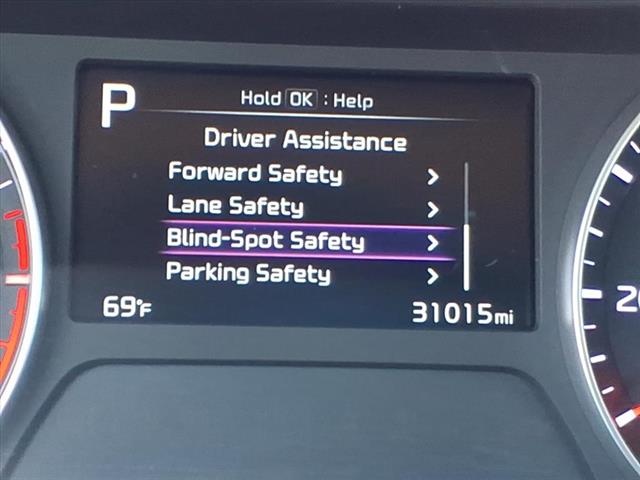 P
Hold OK : Help
Driver Assistance
Forward Safety >
Lane Safety >
Blind-Spot Safety >
Parking Safety >
69°F
31015mi